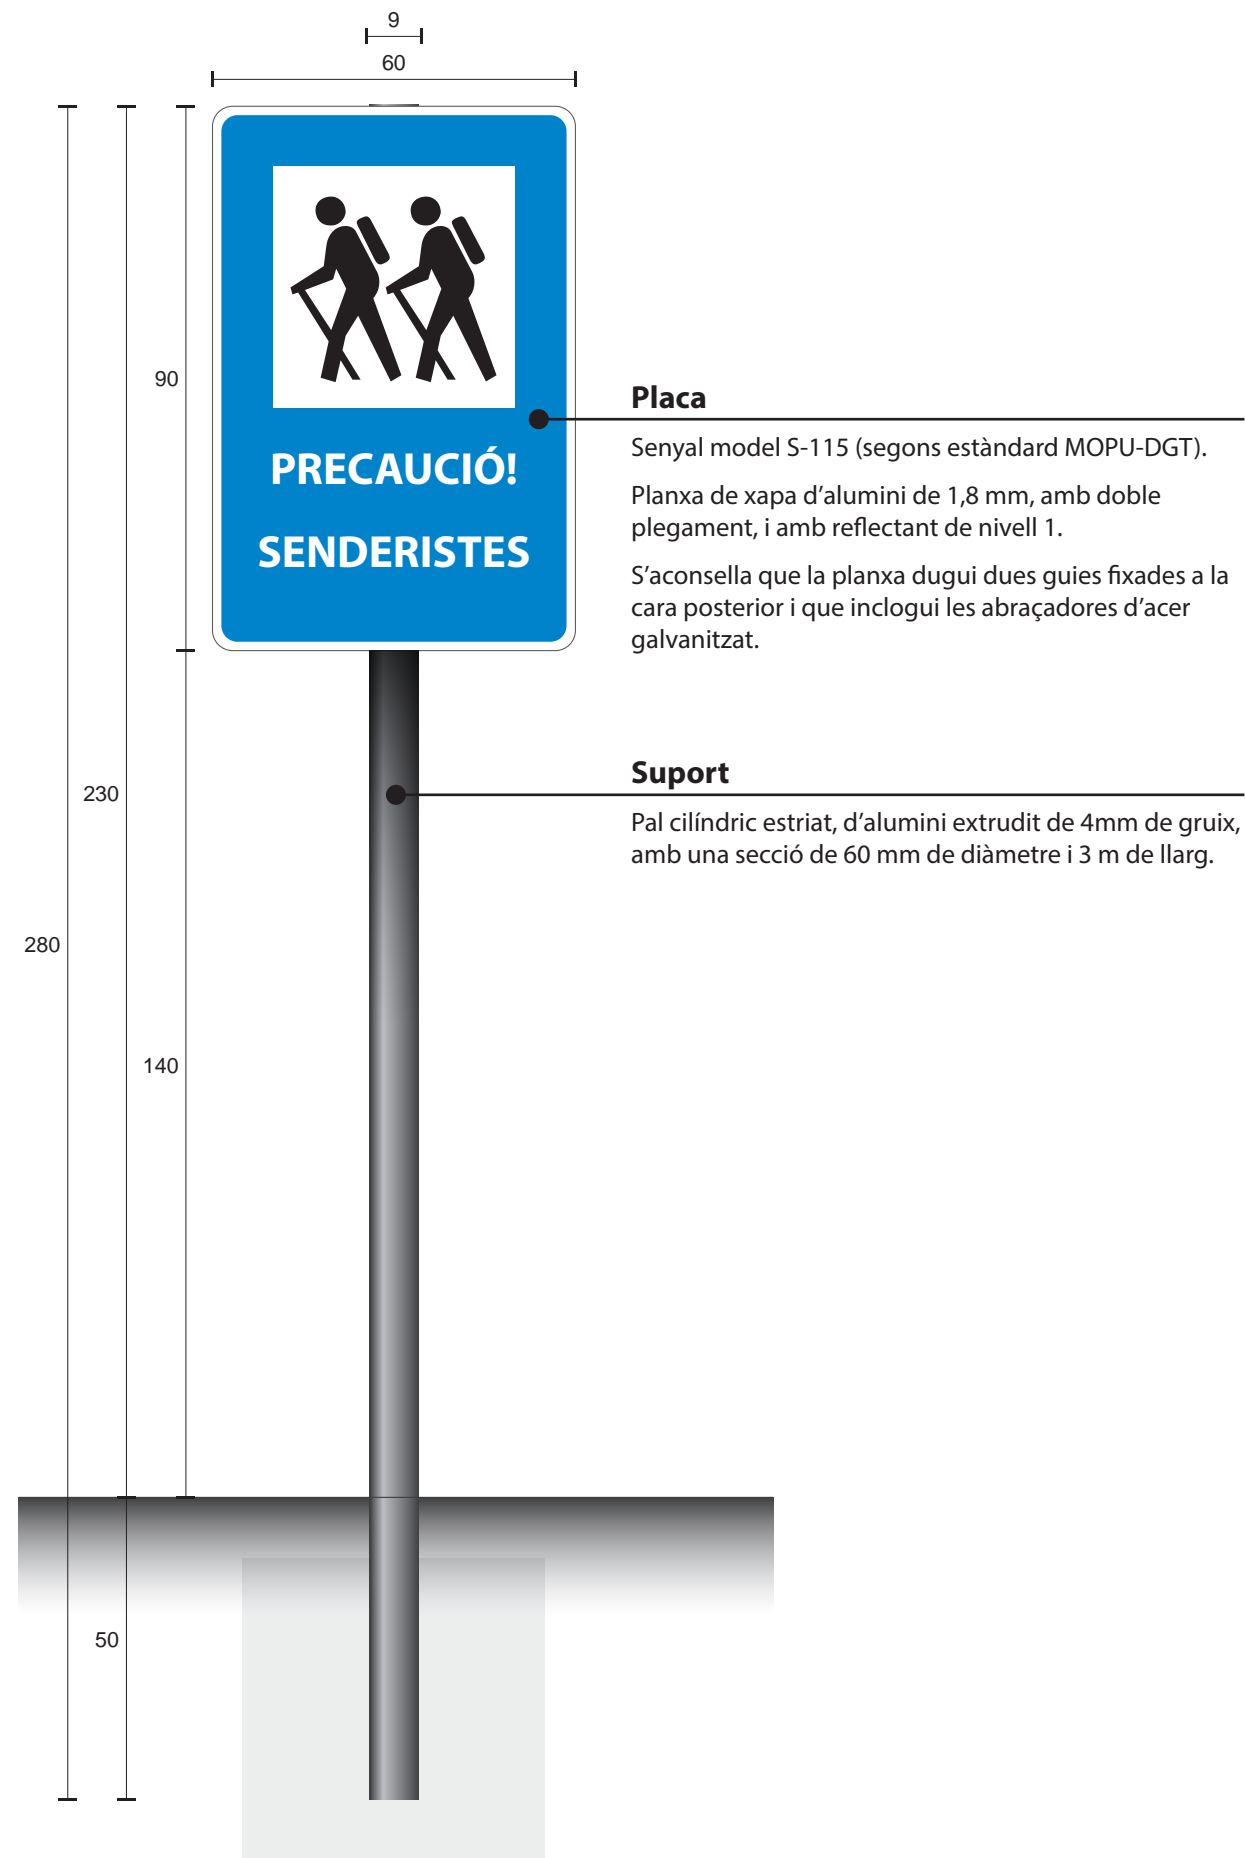 9
60
90
PRECAUCIÓ!
SENDERISTES
Placa
Senyal model S-115 (segons estàndard MOPU-DGT).
Planxa de xapa d’alumini de 1,8 mm, amb doble
plegament, i amb reflectant de nivell 1.
S’aconsella que la planxa dugui dues guies fixades a la
cara posterior i que inclogui les abraçadores d’acer
galvanitzat.
Suport
Pal cilíndric estriat, d’alumini extrudit de 4mm de gruix,
amb una secció de 60 mm de diàmetre i 3 m de llarg.
230
280
140
50